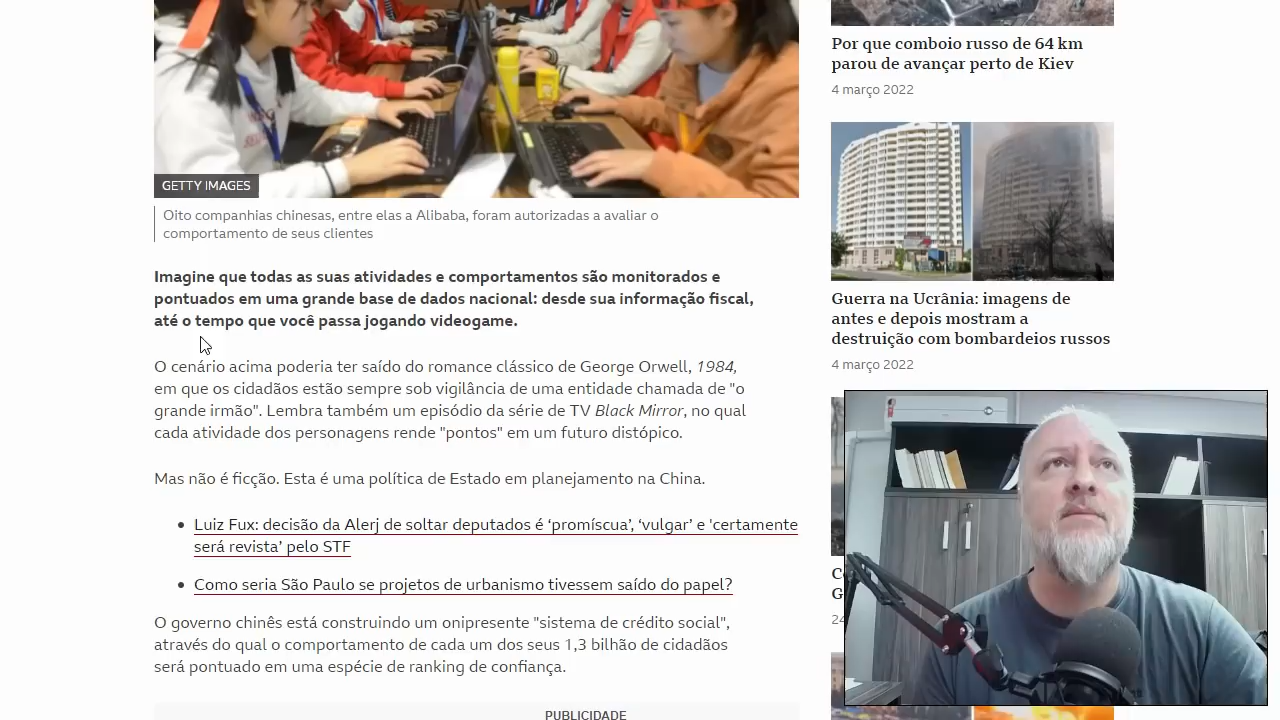 GETTY IMAGES
Oito companhias chinesas, entre elas a Alibaba, foram autorizadas a avaliar o
comportamento de seus clientes
Imagine que todas as suas atividades e comportamentos são monitorados e
pontuados em uma grande base de dados nacional: desde sua informação fiscal,
até o tempo que você passa jogando videogame.
O cenário acima poderia ter saído do romance clássico de George Orwell, 1984,
em que os cidadãos estão sempre sob vigilância de uma entidade chamada de "o
grande irmão". Lembra também um episódio da série de TV Black Mirror, no qual
cada atividade dos personagens rende "pontos" em um futuro distópico.
Mas não é ficção. Esta é uma política de Estado em planejamento na China.
Luiz Fux: decisão da Alerj de soltar deputados é ‘promíscua’, ‘vulgar’ e 'certamente
será revista’ pelo STF
Como seria São Paulo se projetos de urbanismo tivessem saído do papel?
O governo chinês está construindo um onipresente "sistema de crédito social",
através do qual o comportamento de cada um dos seus 1,3 bilhão de cidadãos
será pontuado em uma espécie de ranking de confiança.
PUBLICIDADE
Por que comboio russo de 64 km
parou de avançar perto de Kiev
4 março 2022
Guerra na Ucrânia: imagens de
antes e depois mostram a
destruição com bombardeios russos
4 março 2022